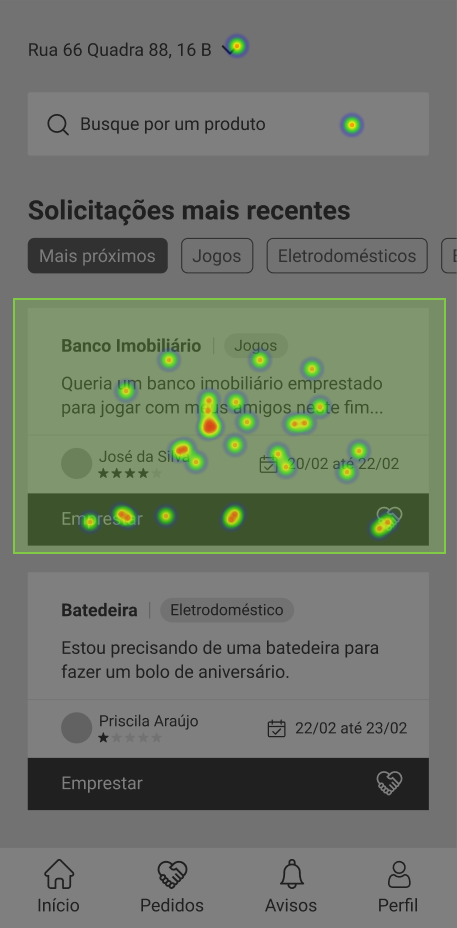 Rua 66 Quadra 88, 16 B
Busque por um produto
Solicitações mais recentes
Mais próximos Jogos Eletrodomésticos
Banco Imobiliário Jogos
Queria um banco imobiliário emprestado
para jogar com meus amigos neste fim...
José da Silva 20/02 até 22/02
Emprestar
Batedeira Eletrodoméstico
Estou precisando de uma batedeira para
fazer um bolo de aniversário.
Priscila Araújo 22/02 até 23/02
Emprestar
Início Pedidos Avisos Perfil